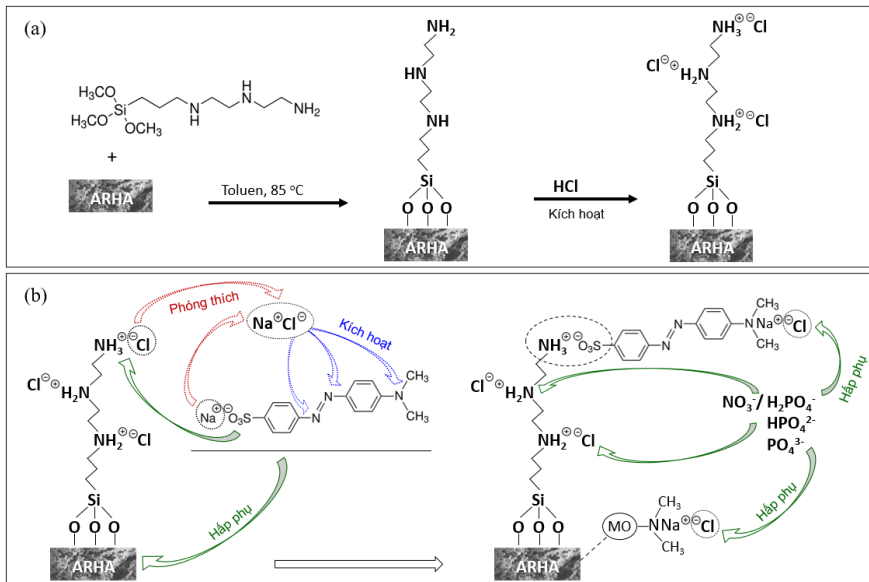 (a)
H₃CO
H₃CO
Si
OCH₃
N
H
H
N
NH₂
+
ARHA
Toluen, 85 °C
NH₂
HN
NH
Si
O O O
ARHA
HCl
Kích hoạt
NH₃⊕⊖Cl
Cl⊖⊕H₂N
NH₂⊕⊖Cl
Si
O O O
ARHA
(b)
Phóng thích
Na⊕Cl⊖
Kích hoạt
NH₃⊕⊖Cl
Cl⊖⊕H₂N
NH₂⊕⊖Cl
Si
O O O
ARHA
Na⊕⊖O₃S
N
N
N
CH₃
CH₃
Hấp phụ
NH₃⊕⊖O₃S
N
N
N
CH₃
CH₃
Na⊕⊖Cl
Cl⊖⊕H₂N
NH₂⊕⊖Cl
Si
O O O
ARHA
NO₃⁻/ H₂PO₄⁻
HPO₄²⁻
PO₄³⁻
Hấp phụ
Hấp phụ
MO
N
CH₃
CH₃
Na⊕⊖Cl